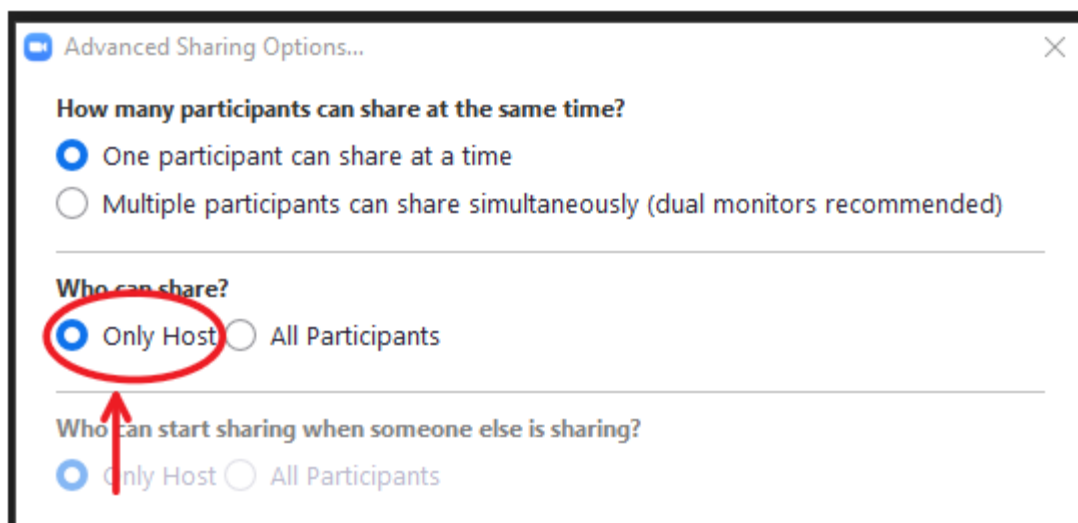 Advanced Sharing Options...
How many participants can share at the same time?
One participant can share at a time
Multiple participants can share simultaneously (dual monitors recommended)
Who can share?
Only Host All Participants
Who can start sharing when someone else is sharing?
Only Host All Participants